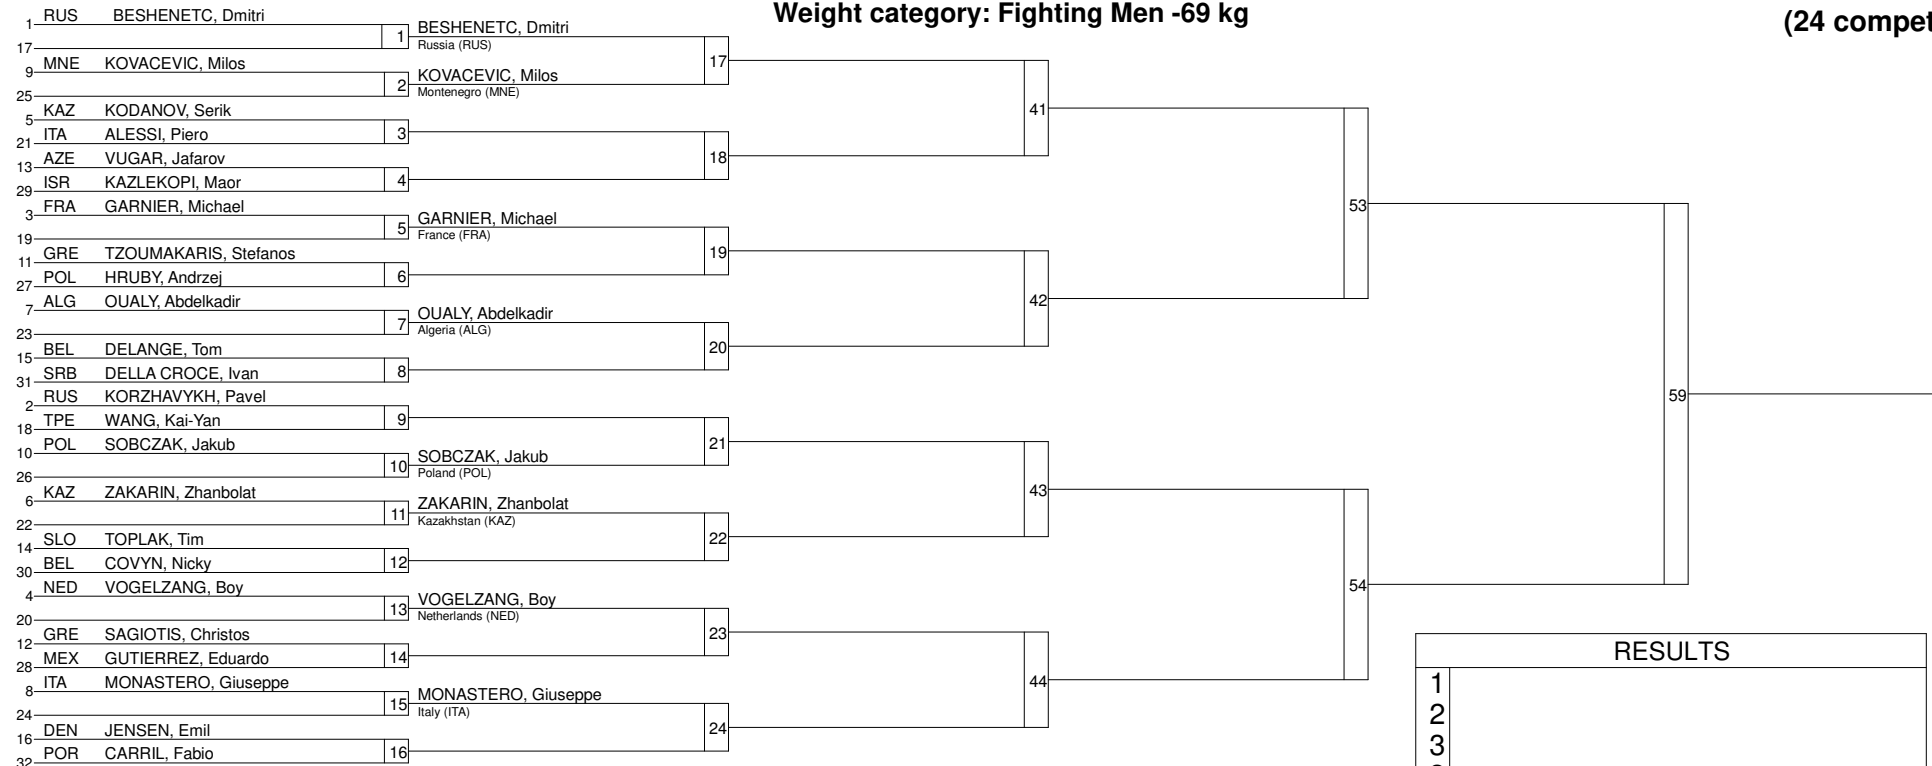 Weight category: Fighting Men -69 kg
(24 compet
1 RUS BESHENETC, Dmitri
17
1 BESHENETC, Dmitri
Russia (RUS)
9 MNE KOVACEVIC, Milos
25
2 KOVACEVIC, Milos
Montenegro (MNE)
17
5 KAZ KODANOV, Serik
21 ITA ALESSI, Piero
3
13 AZE VUGAR, Jafarov
29 ISR KAZLEKOPI, Maor
4
18
41
3 FRA GARNIER, Michael
19
5 GARNIER, Michael
France (FRA)
11 GRE TZOUMAKARIS, Stefanos
27 POL HRUBY, Andrzej
6
19
7 ALG OUALY, Abdelkadir
23
7 OUALY, Abdelkadir
Algeria (ALG)
15 BEL DELANGE, Tom
31 SRB DELLA CROCE, Ivan
8
20
42
53
2 RUS KORZHAVYKH, Pavel
18 TPE WANG, Kai-Yan
9
10 POL SOBCZAK, Jakub
26
10 SOBCZAK, Jakub
Poland (POL)
21
6 KAZ ZAKARIN, Zhanbolat
22
11 ZAKARIN, Zhanbolat
Kazakhstan (KAZ)
14 SLO TOPLAK, Tim
30 BEL COVYN, Nicky
12
22
43
4 NED VOGELZANG, Boy
20
13 VOGELZANG, Boy
Netherlands (NED)
12 GRE SAGIOTIS, Christos
28 MEX GUTIERREZ, Eduardo
14
23
8 ITA MONASTERO, Giuseppe
24
15 MONASTERO, Giuseppe
Italy (ITA)
16 DEN JENSEN, Emil
32 POR CARRIL, Fabio
16
24
44
54
59
RESULTS
1
2
3